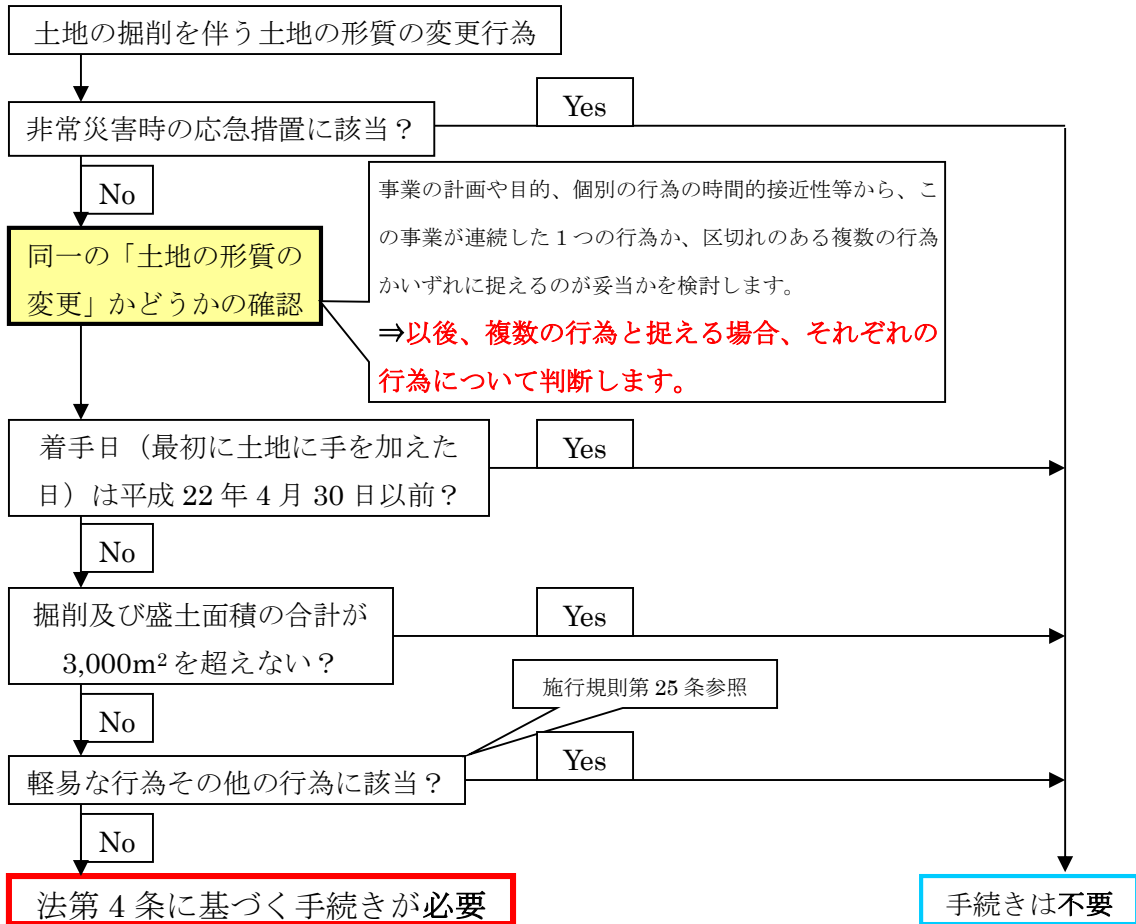 土地の掘削を伴う土地の形質の変更行為
非常災害時の応急措置に該当？
Yes
No
事業の計画や目的、個別の行為の時間的接近性等から、こ
の事業が連続した１つの行為か、区切れのある複数の行為
かいずれに捉えるのが妥当かを検討します。
⇒以後、複数の行為と捉える場合、それぞれの
行為について判断します。
同一の「土地の形質の
変更」かどうかの確認
着手日（最初に土地に手を加えた
日）は平成 22 年 4 月 30 日以前？
Yes
No
掘削及び盛土面積の合計が
3,000m²を超えない？
Yes
No
施行規則第 25 条参照
軽易な行為その他の行為に該当？
Yes
No
法第 4 条に基づく手続きが必要
手続きは不要